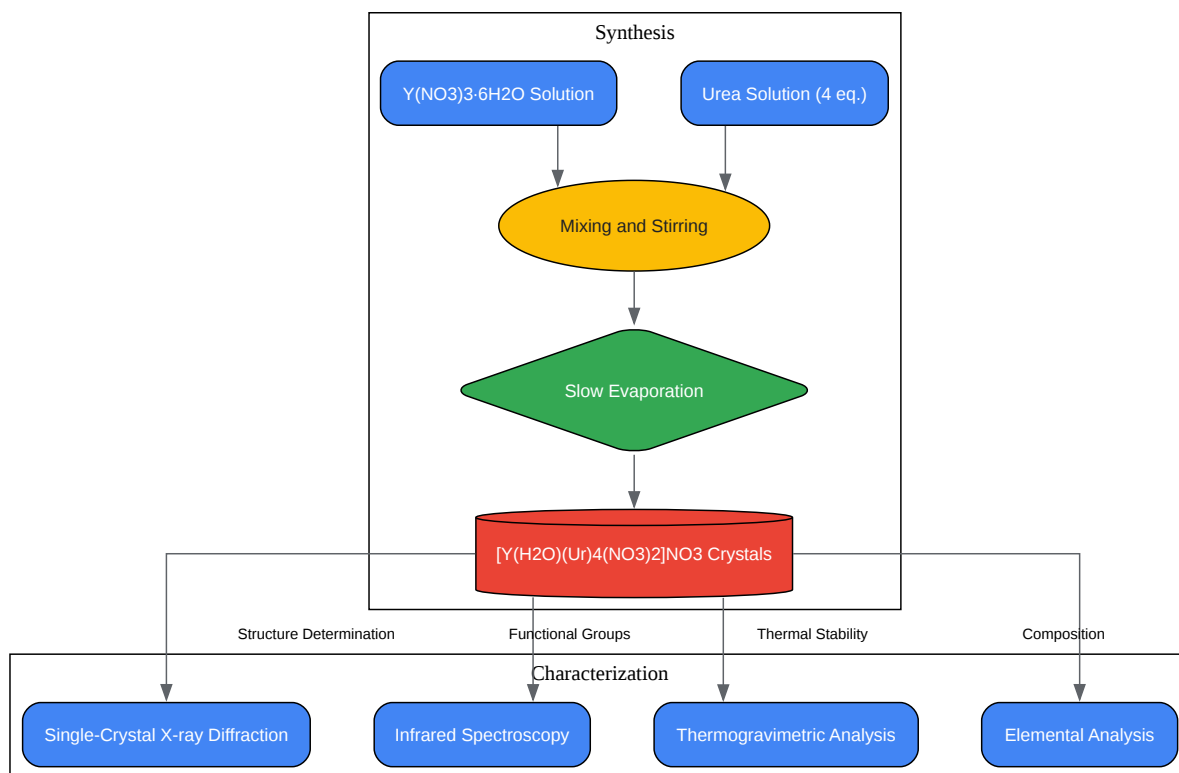 Synthesis
Y(NO3)3·6H2O Solution
Urea Solution (4 eq.)
Mixing and Stirring
Slow Evaporation
[Y(H2O)(Ur)4(NO3)2]NO3 Crystals
Structure Determination
Functional Groups
Thermal Stability
Composition
Characterization
Single-Crystal X-ray Diffraction
Infrared Spectroscopy
Thermogravimetric Analysis
Elemental Analysis